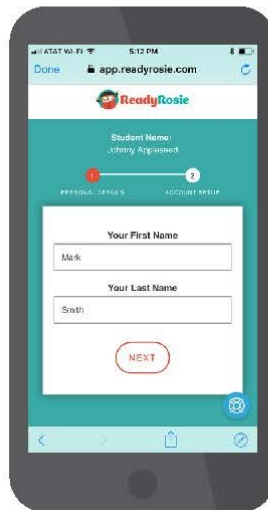 AT&T Wi-Fi 5:12 PM
Done app.readyrosie.com
ReadyRosie
Student Name:
Johnny Appleseed
1 2
PERSONAL DETAILS ACCOUNT SETUP
Your First Name
Mark
Your Last Name
Smith
NEXT